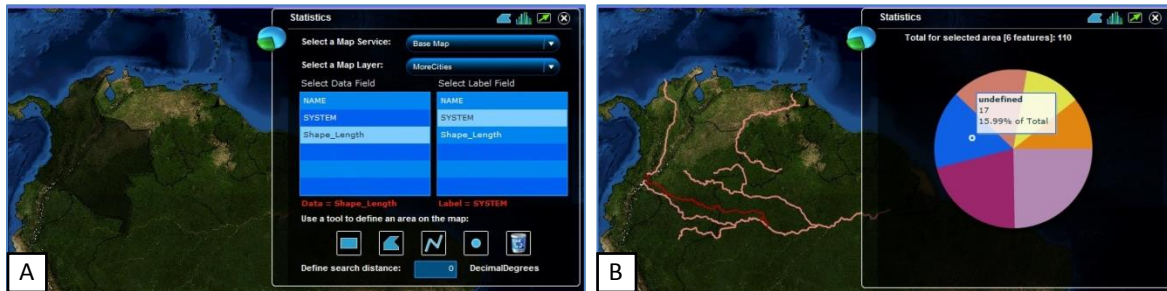 Statistics
Select a Map Service: Base Map
Select a Map Layer: MoreCities
Select Data Field Select Label Field
NAME NAME
SYSTEM SYSTEM
Shape_Length Shape_Length
Data = Shape_Length Label = SYSTEM
Use a tool to define an area on the map:
Define search distance: 0 DecimalDegrees
A
Statistics
Total for selected area [6 features]: 110
undefined
17
15.99% of Total
B